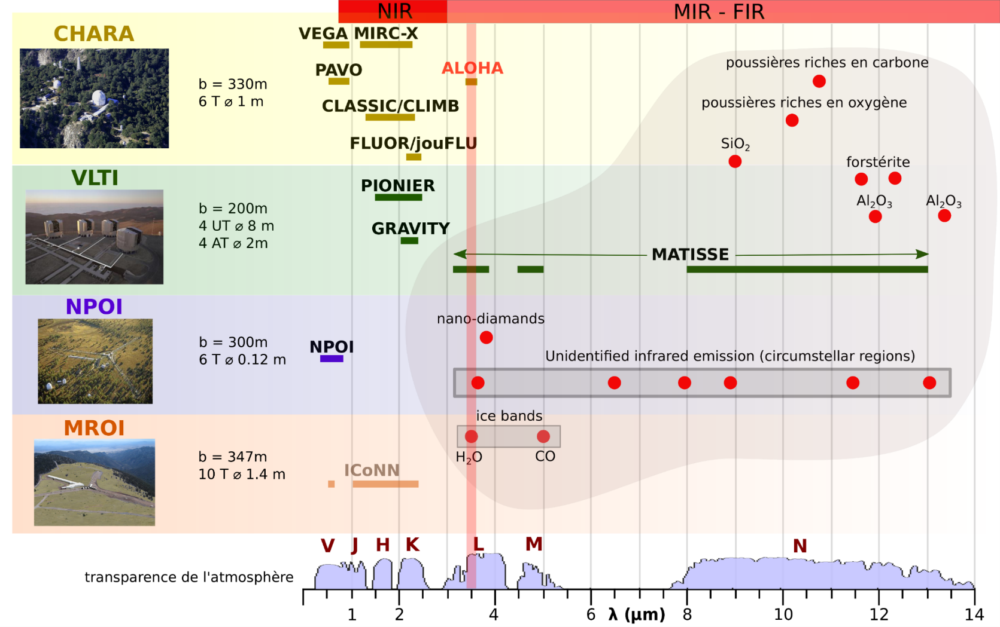 NIR
MIR - FIR
CHARA
b = 330m
6 T ⌀ 1 m
VEGA
MIRC-X
PAVO
ALOHA
CLASSIC/CLIMB
FLUOR/jouFLU
poussières riches en carbone
poussières riches en oxygène
SiO₂
forstérite
Al₂O₃
Al₂O₃
VLTI
b = 200m
4 UT ⌀ 8 m
4 AT ⌀ 2m
PIONIER
GRAVITY
MATISSE
NPOI
b = 300m
6 T ⌀ 0.12 m
NPOI
nano-diamands
Unidentified infrared emission (circumstellar regions)
MROI
b = 347m
10 T ⌀ 1.4 m
ICoNN
ice bands
H₂O
CO
V J H K L M N
transparence de l'atmosphère
1 2 4 6 λ (μm) 8 10 12 14